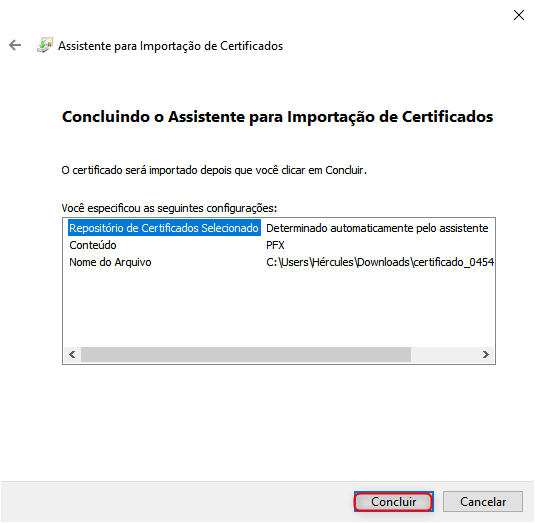 Assistente para Importação de Certificados
Concluindo o Assistente para Importação de Certificados
O certificado será importado depois que você clicar em Concluir.
Você especificou as seguintes configurações:
Repositório de Certificados Selecionado Determinado automaticamente pelo assistente
Conteúdo PFX
Nome do Arquivo C:\Users\Hércules\Downloads\certificado_0454
Concluir Cancelar